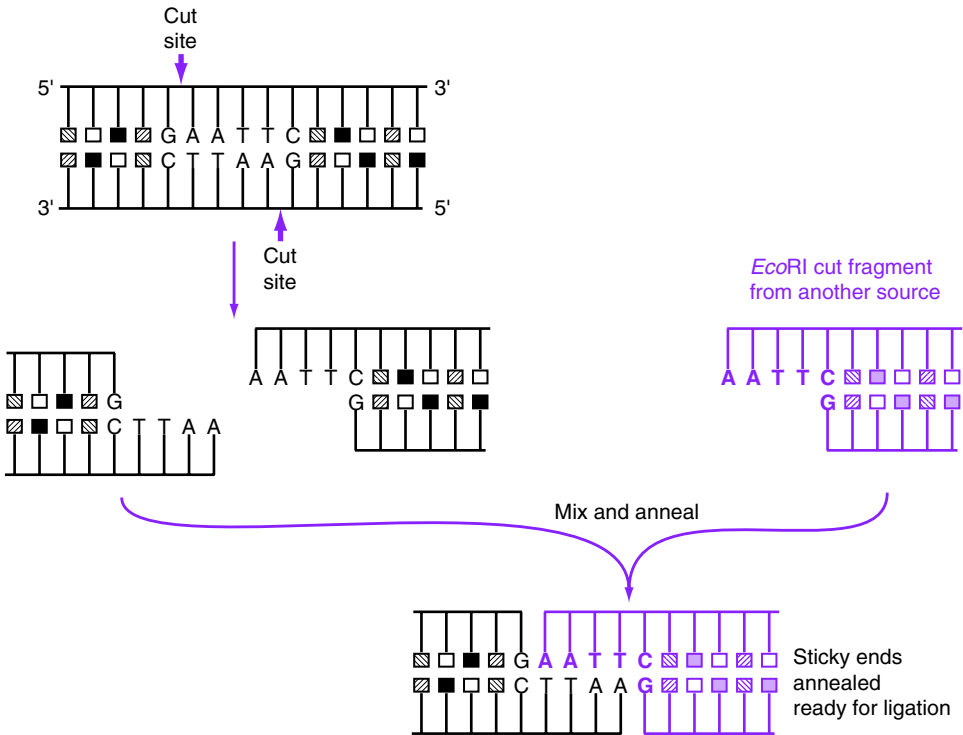 Cut
site
5' 3'
G A A T T C
C T T A A G
3' 5'
Cut
site
EcoRI cut fragment
from another source
A A T T C
G
G
C T T A A
A A T T C
G
Mix and anneal
G A A T T C
C T T A A G
Sticky ends
annealed
ready for ligation